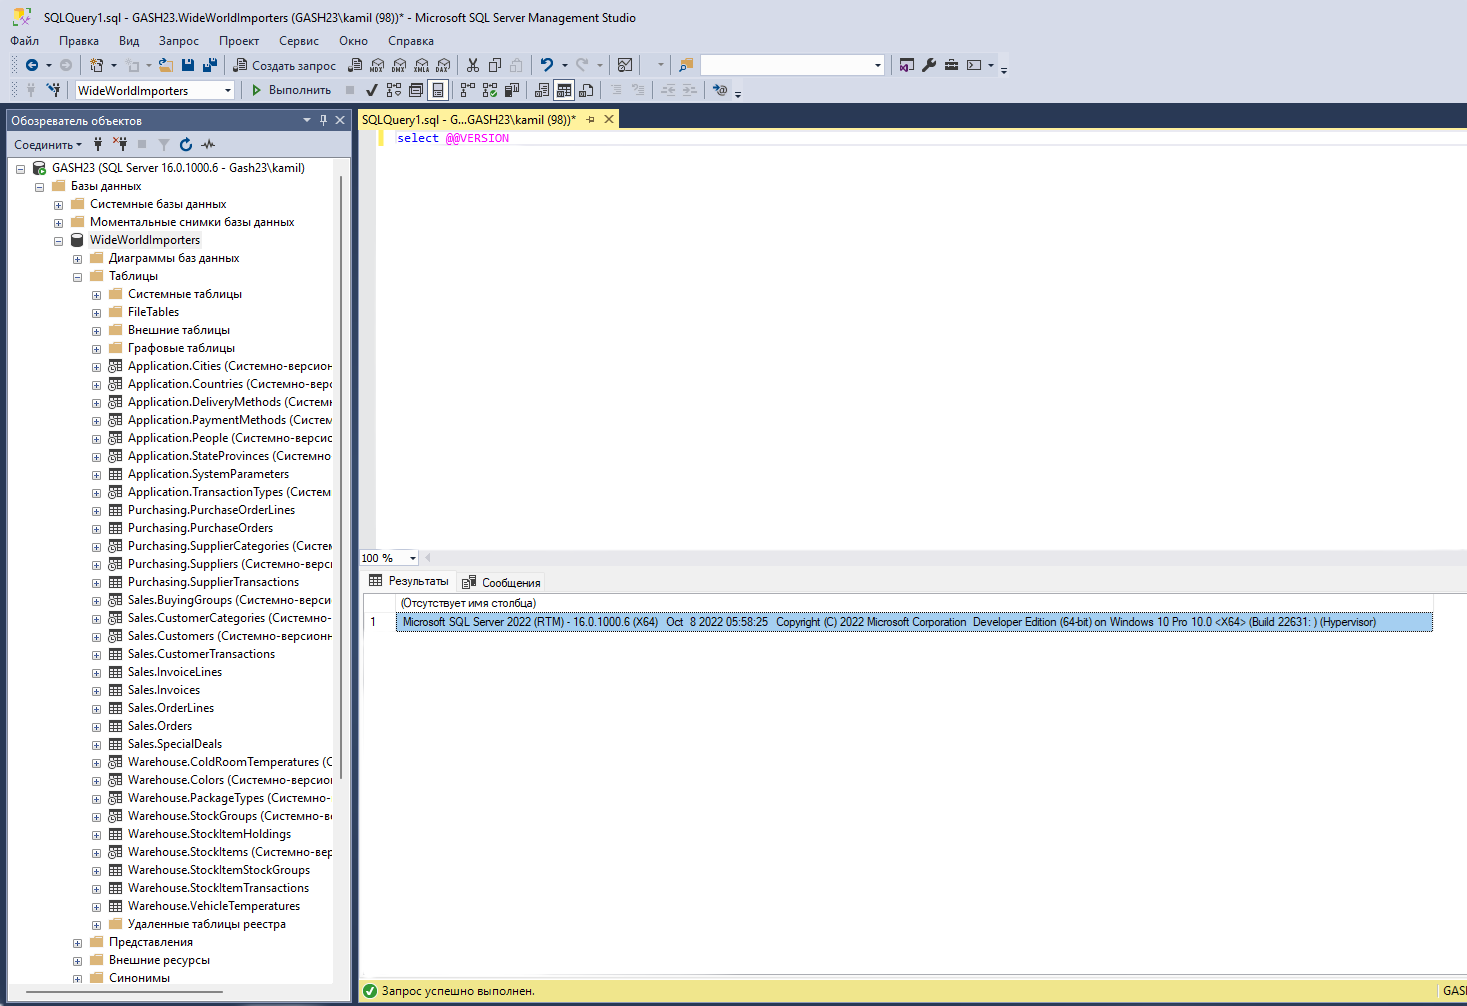 SQLQuery1.sql - GASH23.WideWorldImporters (GASH23\kamil (98))* - Microsoft SQL Server Management Studio
Файл Правка Вид Запрос Проект Сервис Окно Справка
Создать запрос MDX DMX XMLA DAX
WideWorldImporters Выполнить
Обозреватель объектов
SQLQuery1.sql - G...GASH23\kamil (98))*
Соединить
select @@VERSION
GASH23 (SQL Server 16.0.1000.6 - Gash23\kamil)
Базы данных
Системные базы данных
Моментальные снимки базы данных
WideWorldImporters
Диаграммы баз данных
Таблицы
Системные таблицы
FileTables
Внешние таблицы
Графовые таблицы
Application.Cities (Системно-версион
Application.Countries (Системно-верс
Application.DeliveryMethods (Системн
Application.PaymentMethods (Систем
Application.People (Системно-версио
Application.StateProvinces (Системно
Application.SystemParameters
Application.TransactionTypes (Систем
Purchasing.PurchaseOrderLines
Purchasing.PurchaseOrders
Purchasing.SupplierCategories (Систем
Purchasing.Suppliers (Системно-верси
Purchasing.SupplierTransactions
Sales.BuyingGroups (Системно-верси
Sales.CustomerCategories (Системно-
Sales.Customers (Системно-версионн
Sales.CustomerTransactions
Sales.InvoiceLines
Sales.Invoices
Sales.OrderLines
Sales.Orders
Sales.SpecialDeals
Warehouse.ColdRoomTemperatures (С
Warehouse.Colors (Системно-версион
Warehouse.PackageTypes (Системно-
Warehouse.StockGroups (Системно-в
Warehouse.StockItemHoldings
Warehouse.StockItems (Системно-вер
Warehouse.StockItemStockGroups
Warehouse.StockItemTransactions
Warehouse.VehicleTemperatures
Удаленные таблицы реестра
Представления
Внешние ресурсы
Синонимы
100 %
Результаты Сообщения
(Отсутствует имя столбца)
1 Microsoft SQL Server 2022 (RTM) - 16.0.1000.6 (X64) Oct 8 2022 05:58:25 Copyright (C) 2022 Microsoft Corporation Developer Edition (64-bit) on Windows 10 Pro 10.0 <X64> (Build 22631: ) (Hypervisor)
Запрос успешно выполнен.
GASH